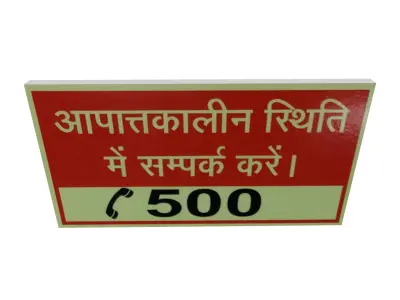 आपात्तकालीन स्थिति
में सम्पर्क करें।
500